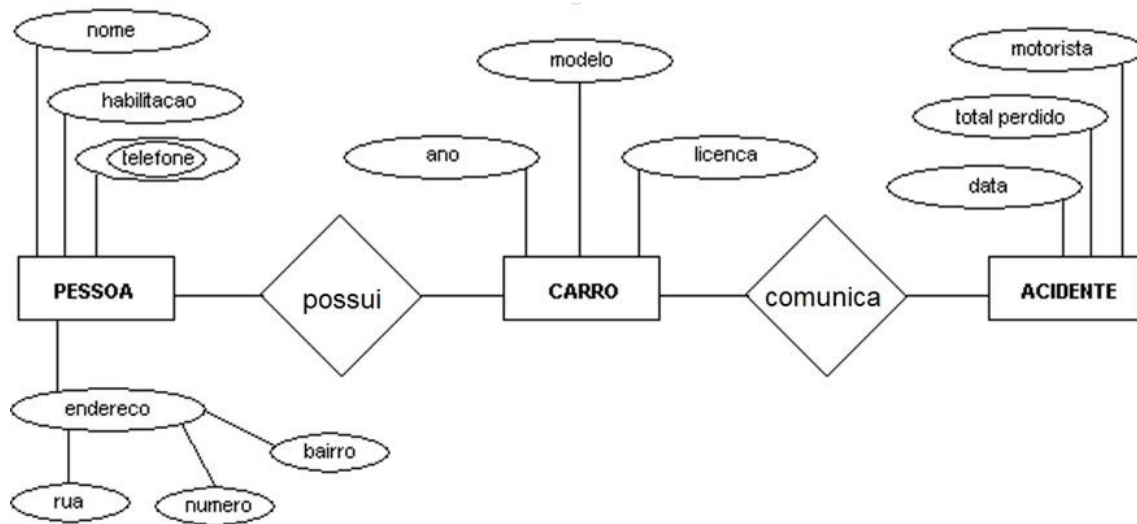 nome
habilitacao
telefone
modelo
ano
licenca
motorista
total perdido
data
PESSOA
possui
CARRO
comunica
ACIDENTE
endereco
bairro
rua
numero